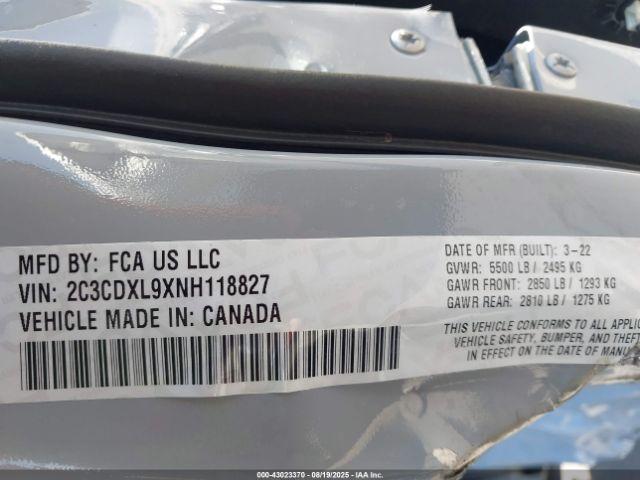 MFD BY: FCA US LLC
VIN: 2C3CDXL9XNH118827
VEHICLE MADE IN: CANADA
DATE OF MFR (BUILT): 3-22
GVWR: 5500 LB / 2495 KG
GAWR FRONT: 2850 LB / 1293 KG
GAWR REAR: 2810 LB / 1275 KG
THIS VEHICLE CONFORMS TO ALL APPLIC
VEHICLE SAFETY, BUMPER, AND THEFT
IN EFFECT ON THE DATE OF MANUF
000-43023370 - 08/19/2025 - IAA Inc.